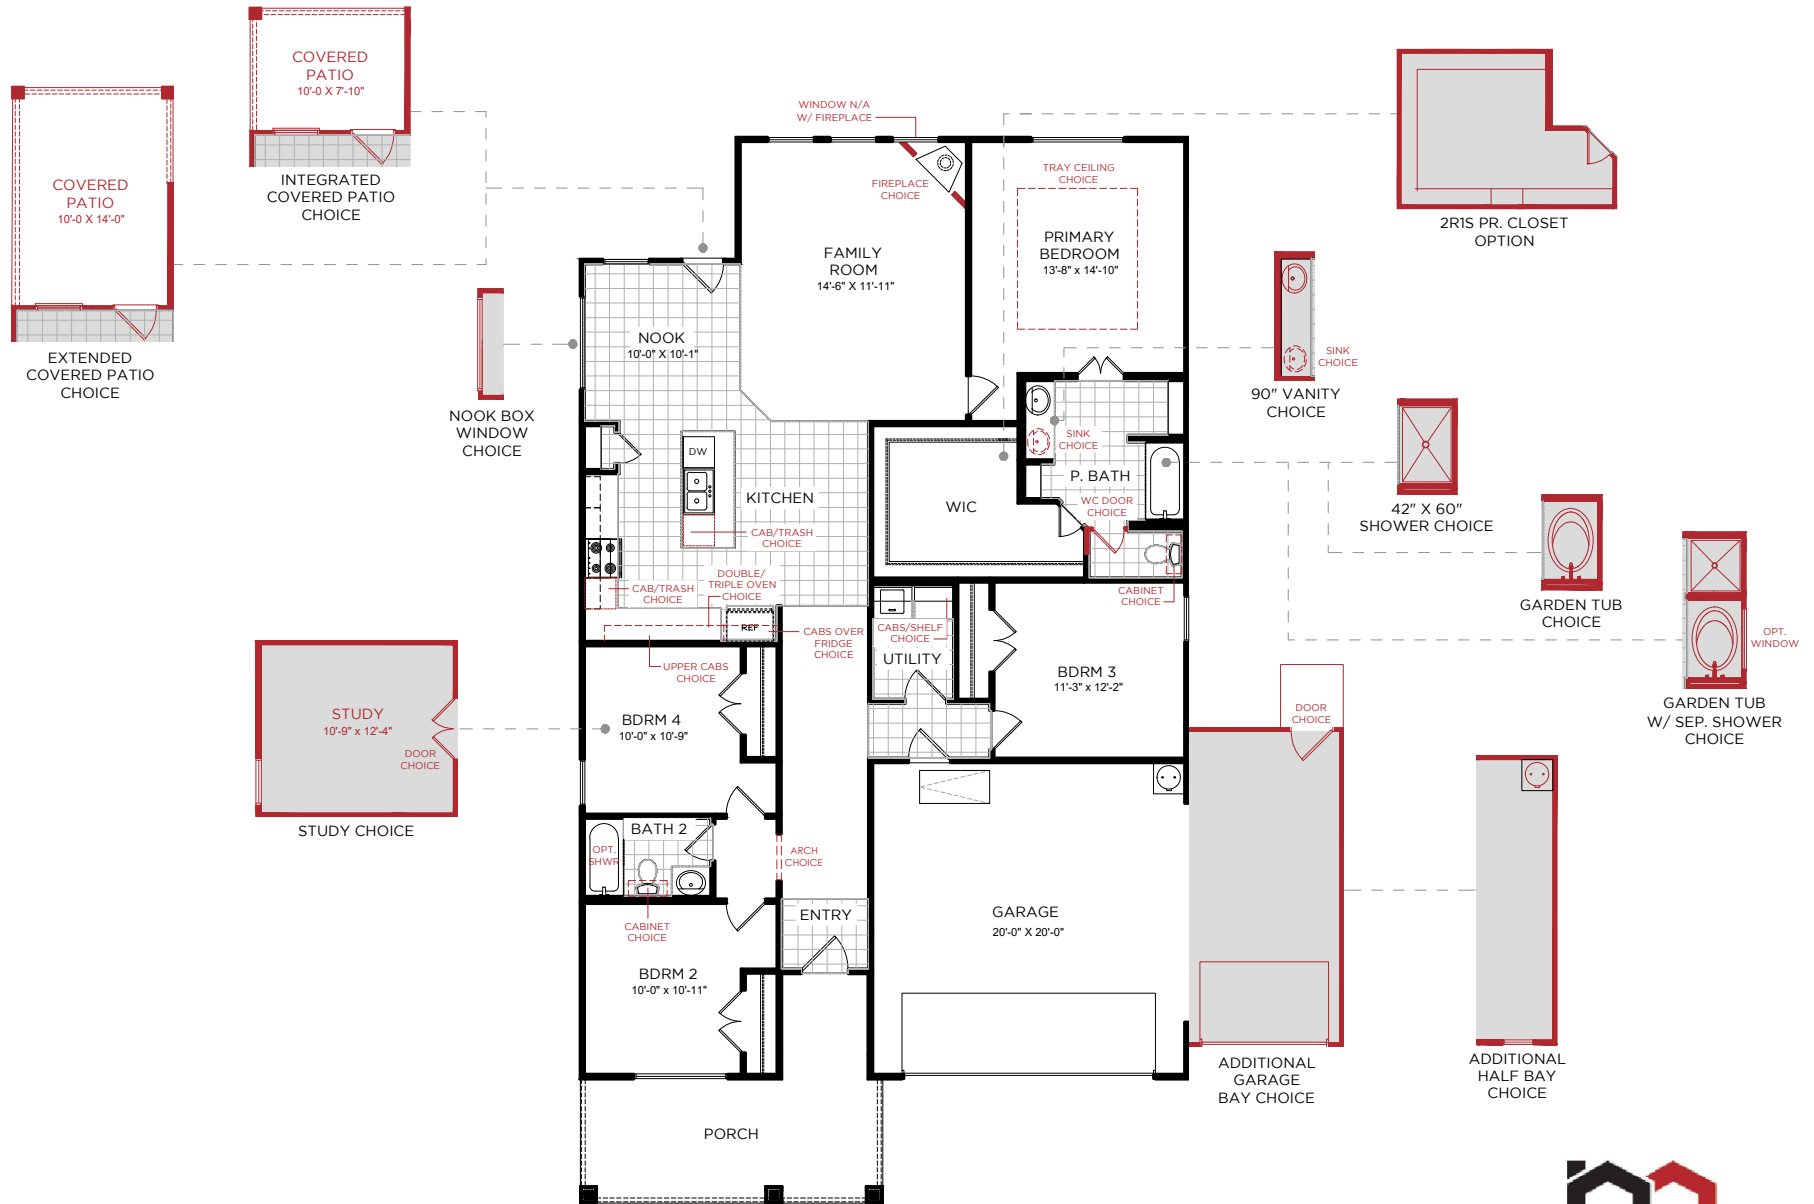 COVERED
PATIO
10'-0 X 7'-10"
INTEGRATED
COVERED PATIO
CHOICE
COVERED
PATIO
10'-0 X 14'-0"
EXTENDED
COVERED PATIO
CHOICE
NOOK BOX
WINDOW
CHOICE
STUDY
10'-9" x 12'-4"
DOOR
CHOICE
STUDY CHOICE
WINDOW N/A
W/ FIREPLACE
FIREPLACE
CHOICE
FAMILY
ROOM
14'-6" X 11'-11"
TRAY CEILING
CHOICE
PRIMARY
BEDROOM
13'-8" x 14'-10"
NOOK
10'-0" X 10'-1"
DW
KITCHEN
CAB/TRASH
CHOICE
DOUBLE/
TRIPLE OVEN
CHOICE
CAB/TRASH
CHOICE
REF
CABS OVER
FRIDGE
CHOICE
UPPER CABS
CHOICE
WIC
SINK
CHOICE
P. BATH
WC DOOR
CHOICE
CABINET
CHOICE
CABS/SHELF
CHOICE
UTILITY
BDRM 3
11'-3" x 12'-2"
BDRM 4
10'-0" x 10'-9"
BATH 2
OPT.
SHWR
CABINET
CHOICE
ARCH
CHOICE
ENTRY
BDRM 2
10'-0" x 10'-11"
GARAGE
20'-0" X 20'-0"
PORCH
2R1S PR. CLOSET
OPTION
SINK
CHOICE
90" VANITY
CHOICE
42" X 60"
SHOWER CHOICE
GARDEN TUB
CHOICE
OPT.
WINDOW
GARDEN TUB
W/ SEP. SHOWER
CHOICE
DOOR
CHOICE
ADDITIONAL
GARAGE
BAY CHOICE
ADDITIONAL
HALF BAY
CHOICE